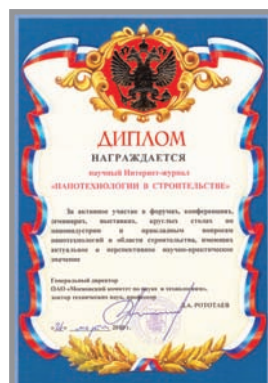 ДИПЛОМ
НАГРАЖДАЕТСЯ
научный Интернет-журнал
«НАНОТЕХНОЛОГИИ В СТРОИТЕЛЬСТВЕ»
За активное участие в форумах, конференциях,
семинарах, выставках, круглых столах по
наноиндустрии и прикладным вопросам
нанотехнологий в области строительства, имеющих
актуальное и перспективное научно-практическое
значение
Генеральный директор
ОАО «Московский комитет по науке и технологиям»,
доктор технических наук, профессор
Д.А. РОТОТАЕВ